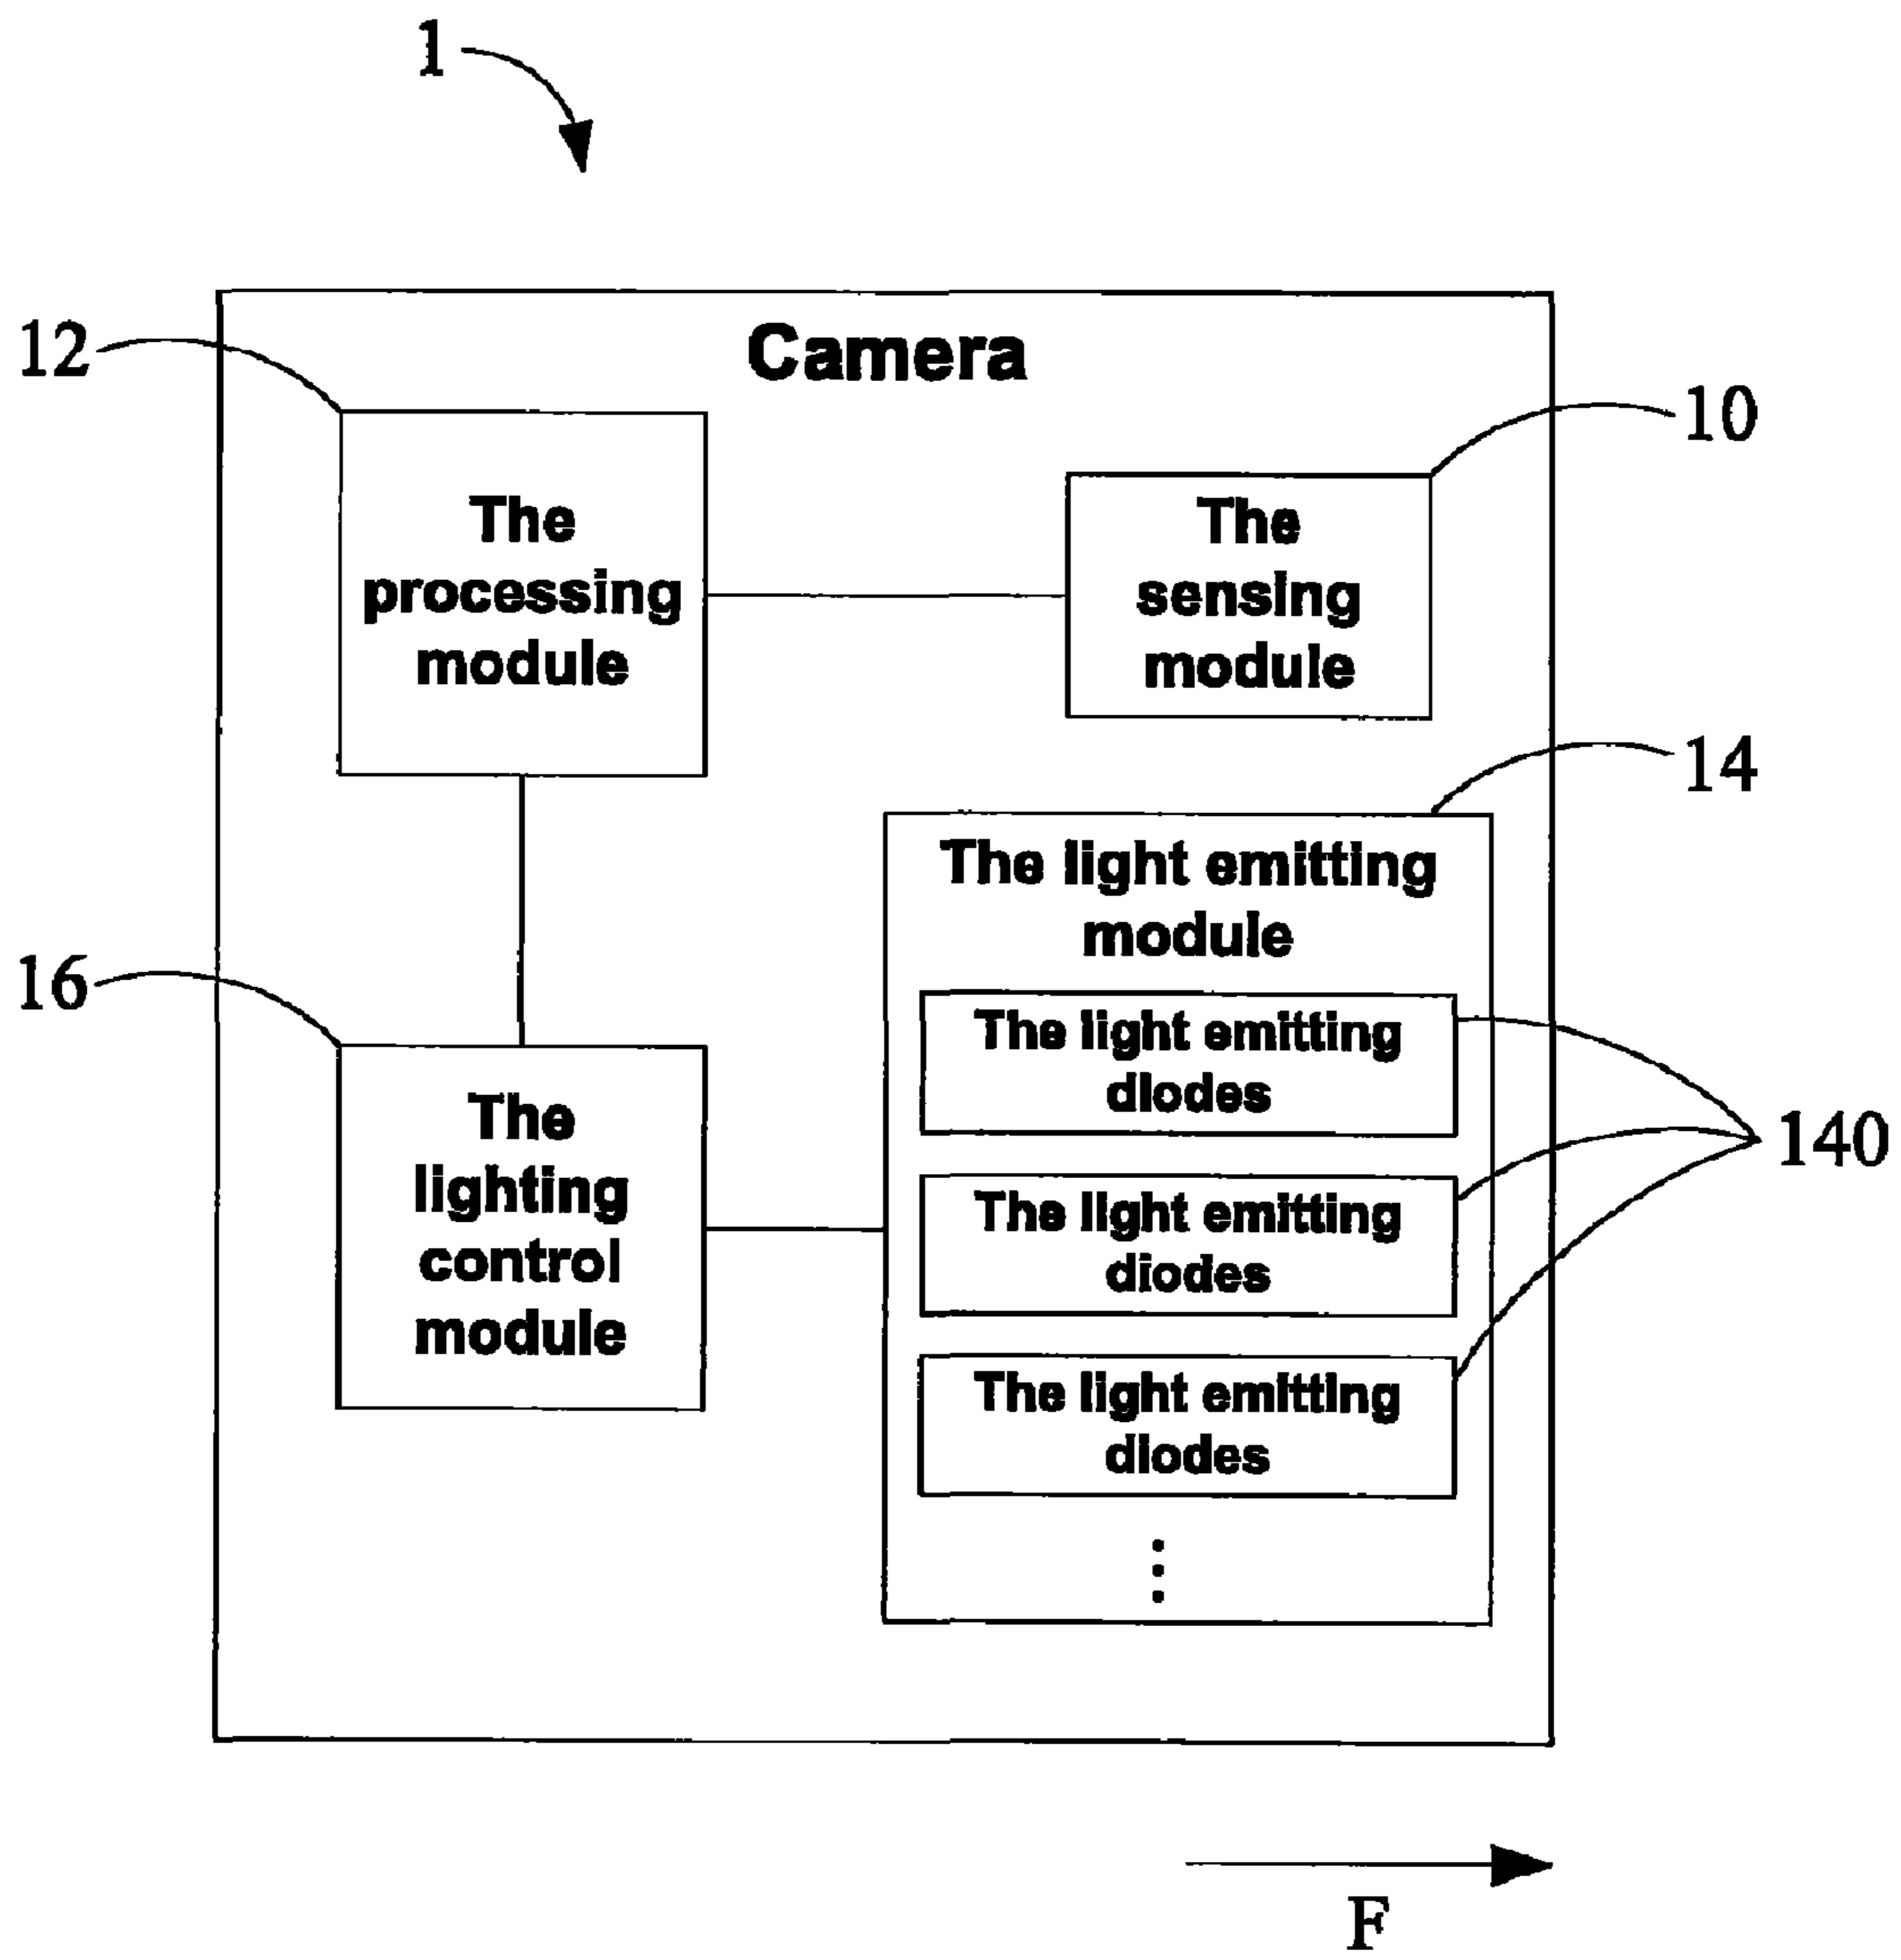 1
Camera
12
10
The
processing
module
The
sensing
module
14
The light emitting
module
16
The light emitting
diodes
The
lighting
control
module
140
The light emitting
diodes
The light emitting
diodes
F